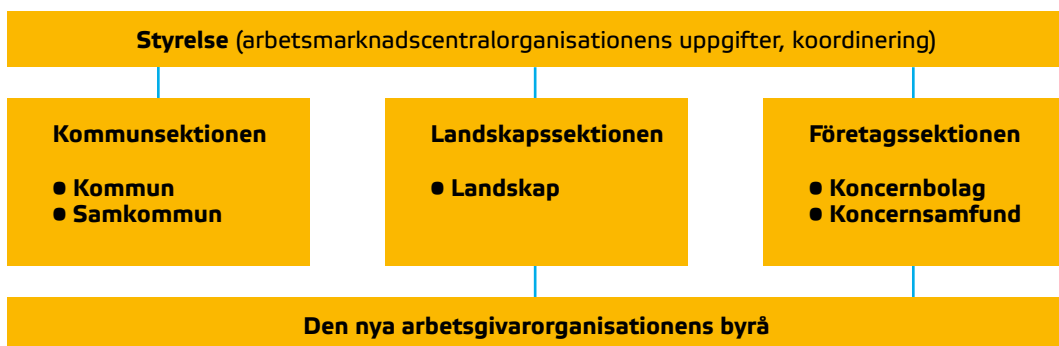 Styrelse (arbetsmarknadscentralorganisationens uppgifter, koordinering)
Kommunsektionen
● Kommun
● Samkommun
Landskapssektionen
● Landskap
Företagssektionen
● Koncernbolag
● Koncernsamfund
Den nya arbetsgivarorganisationens byrå